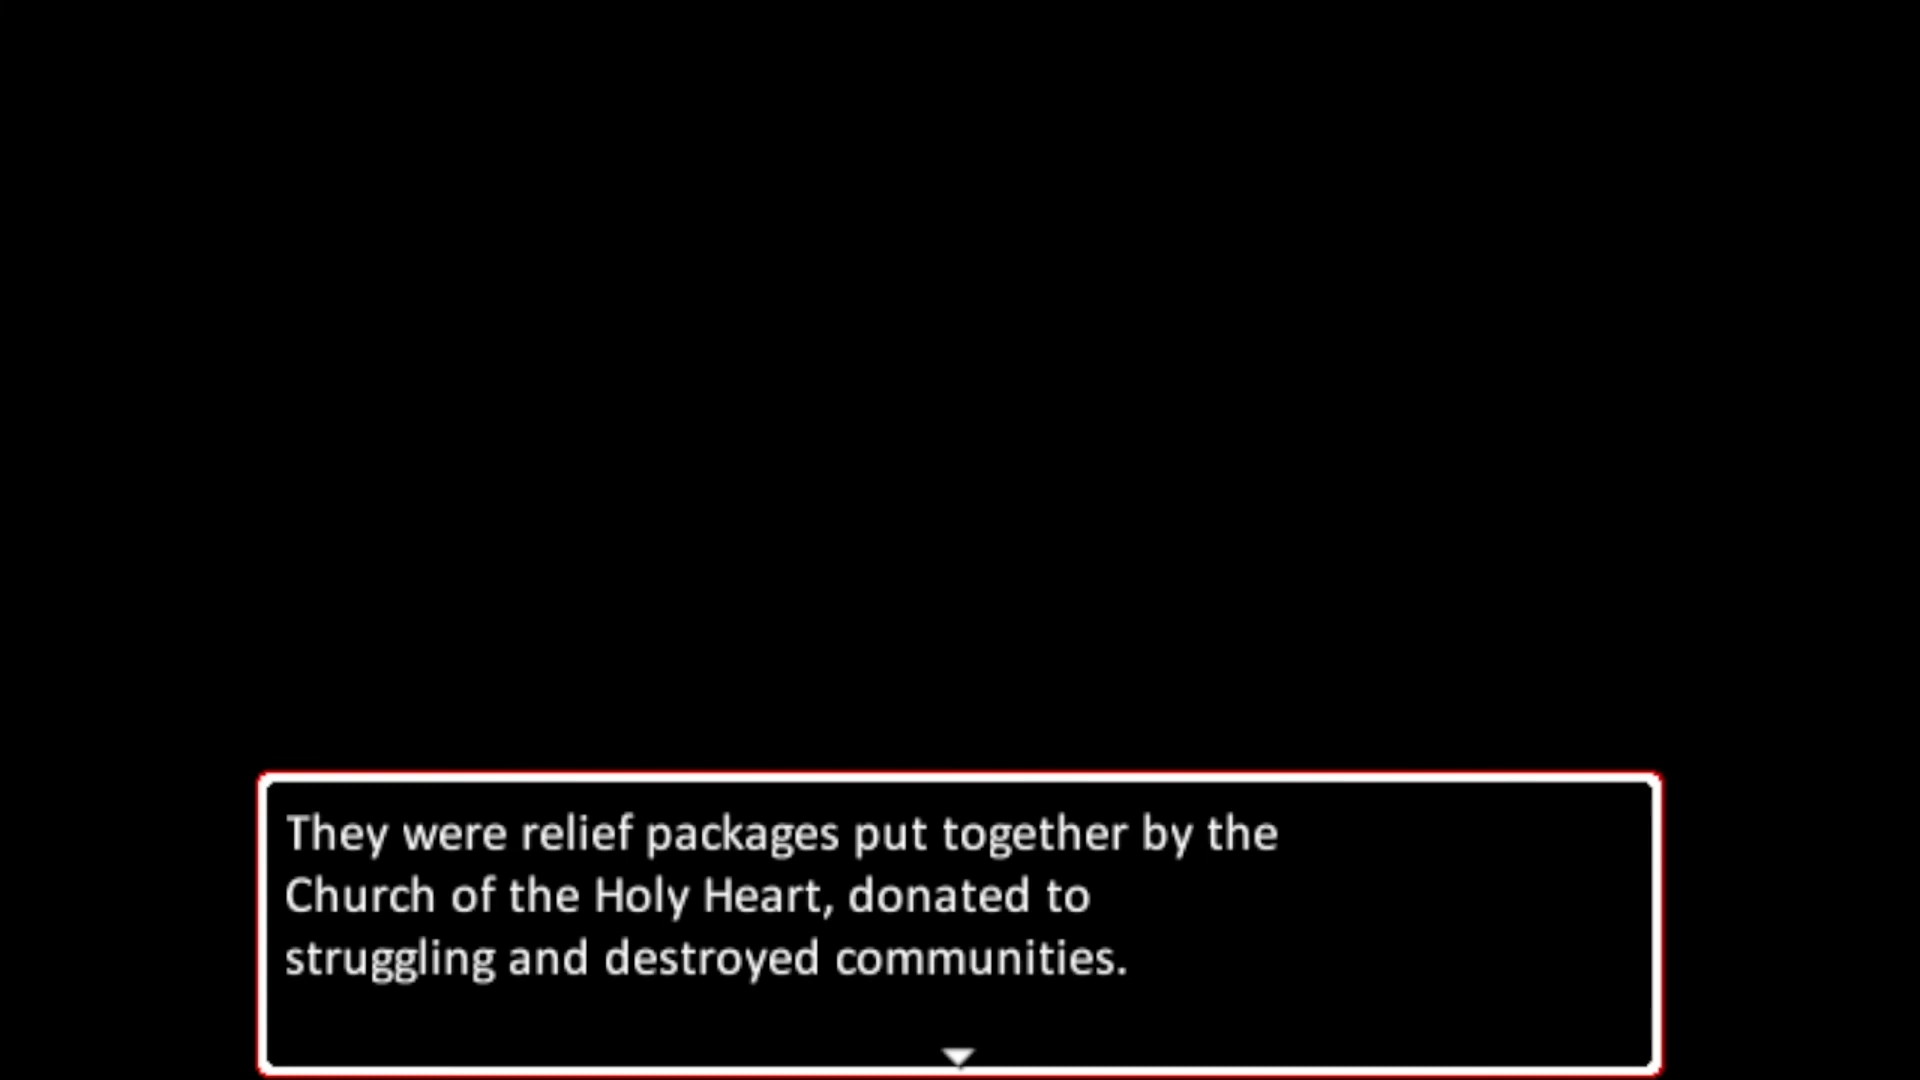 They were relief packages put together by the
Church of the Holy Heart, donated to
struggling and destroyed communities.